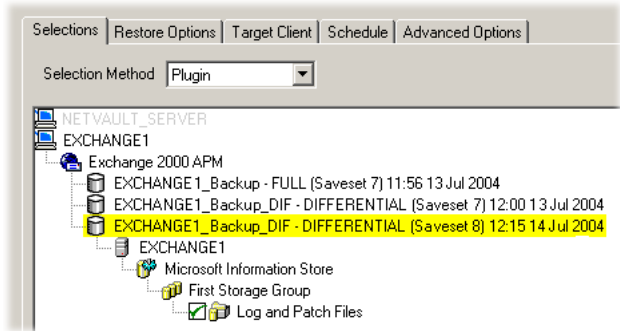 Selections Restore Options Target Client Schedule Advanced Options
Selection Method Plugin
NETVAULT_SERVER
EXCHANGE1
Exchange 2000 APM
EXCHANGE1_Backup - FULL (Saveset 7) 11:56 13 Jul 2004
EXCHANGE1_Backup_DIF - DIFFERENTIAL (Saveset 7) 12:00 13 Jul 2004
EXCHANGE1_Backup_DIF - DIFFERENTIAL (Saveset 8) 12:15 14 Jul 2004
EXCHANGE1
Microsoft Information Store
First Storage Group
Log and Patch Files